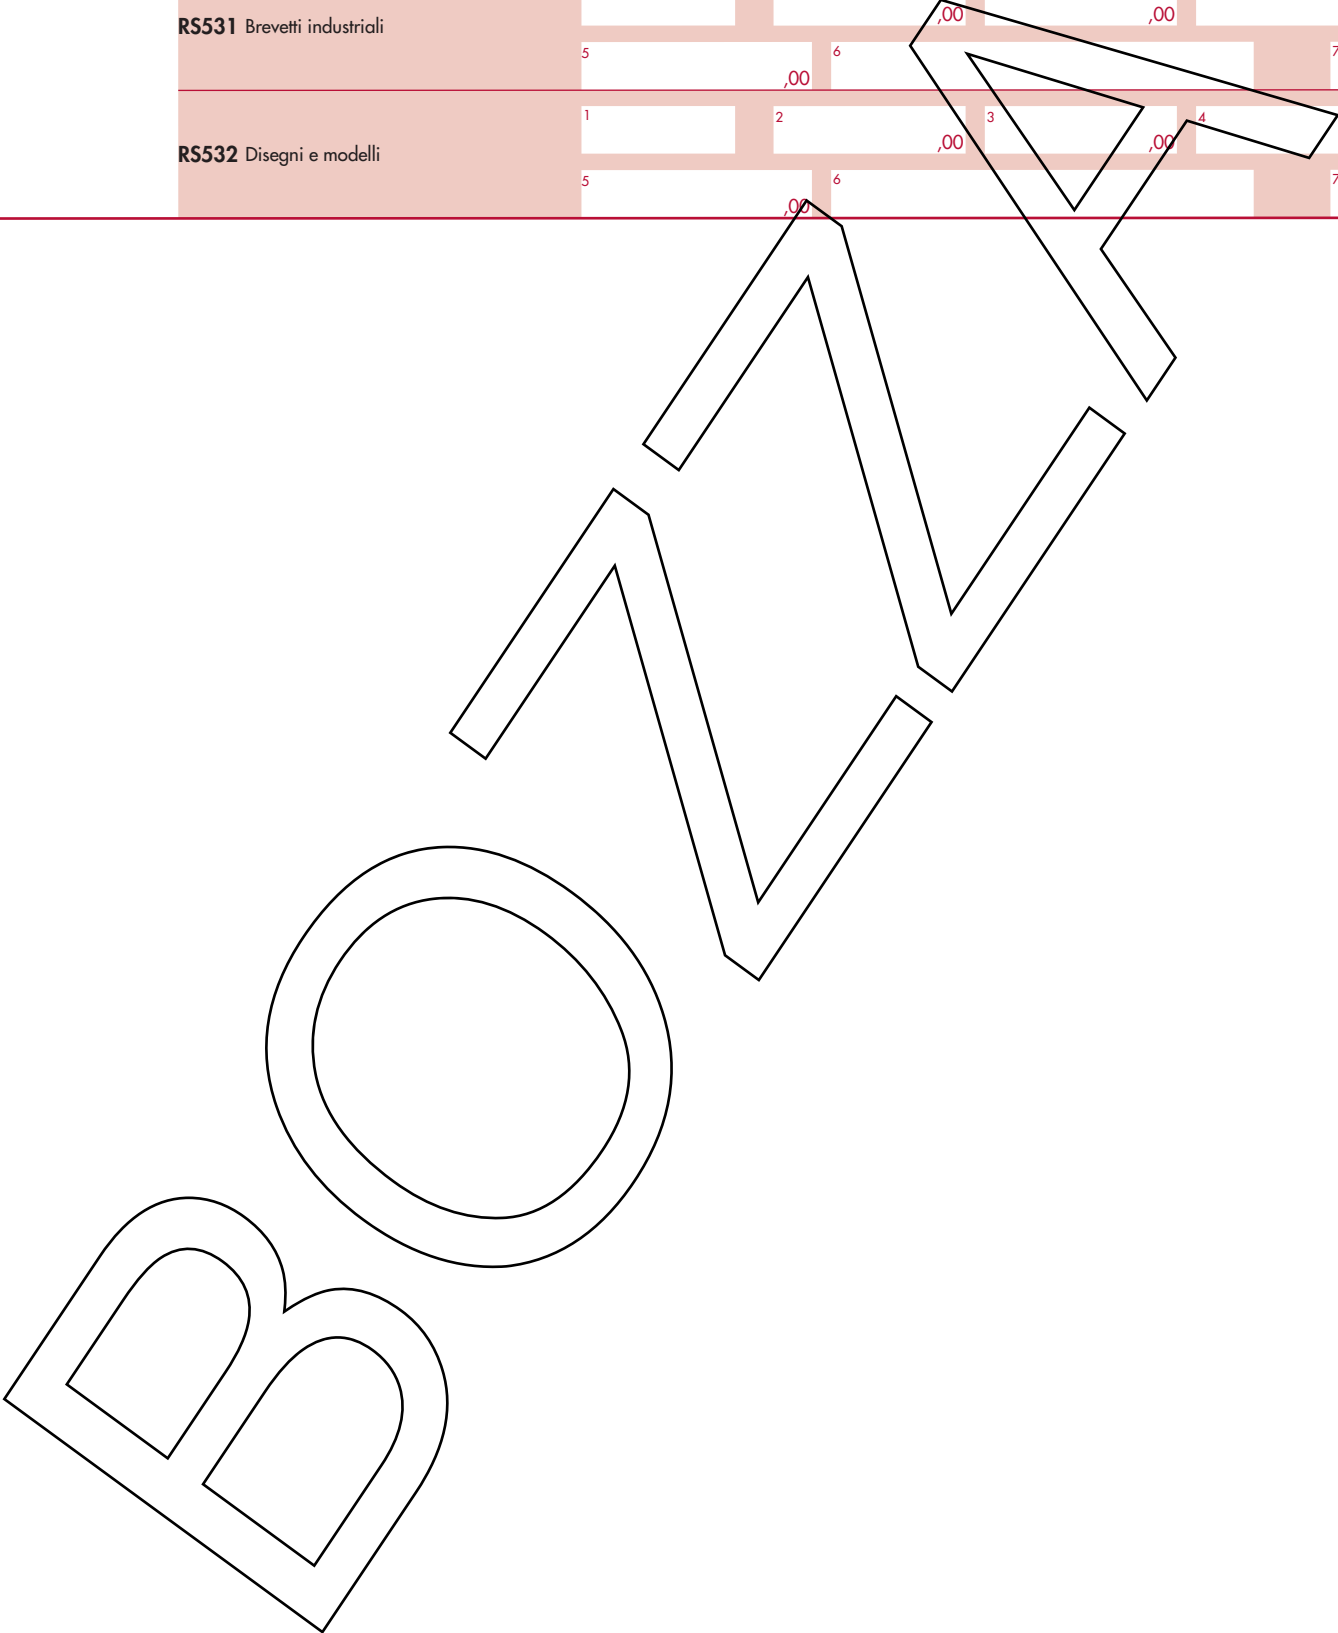 ,00 ,00
RS531 Brevetti industriali
5 6 7
,00
1 2 3 4
,00 ,00
RS532 Disegni e modelli
5 6 7
,00
BOZZA